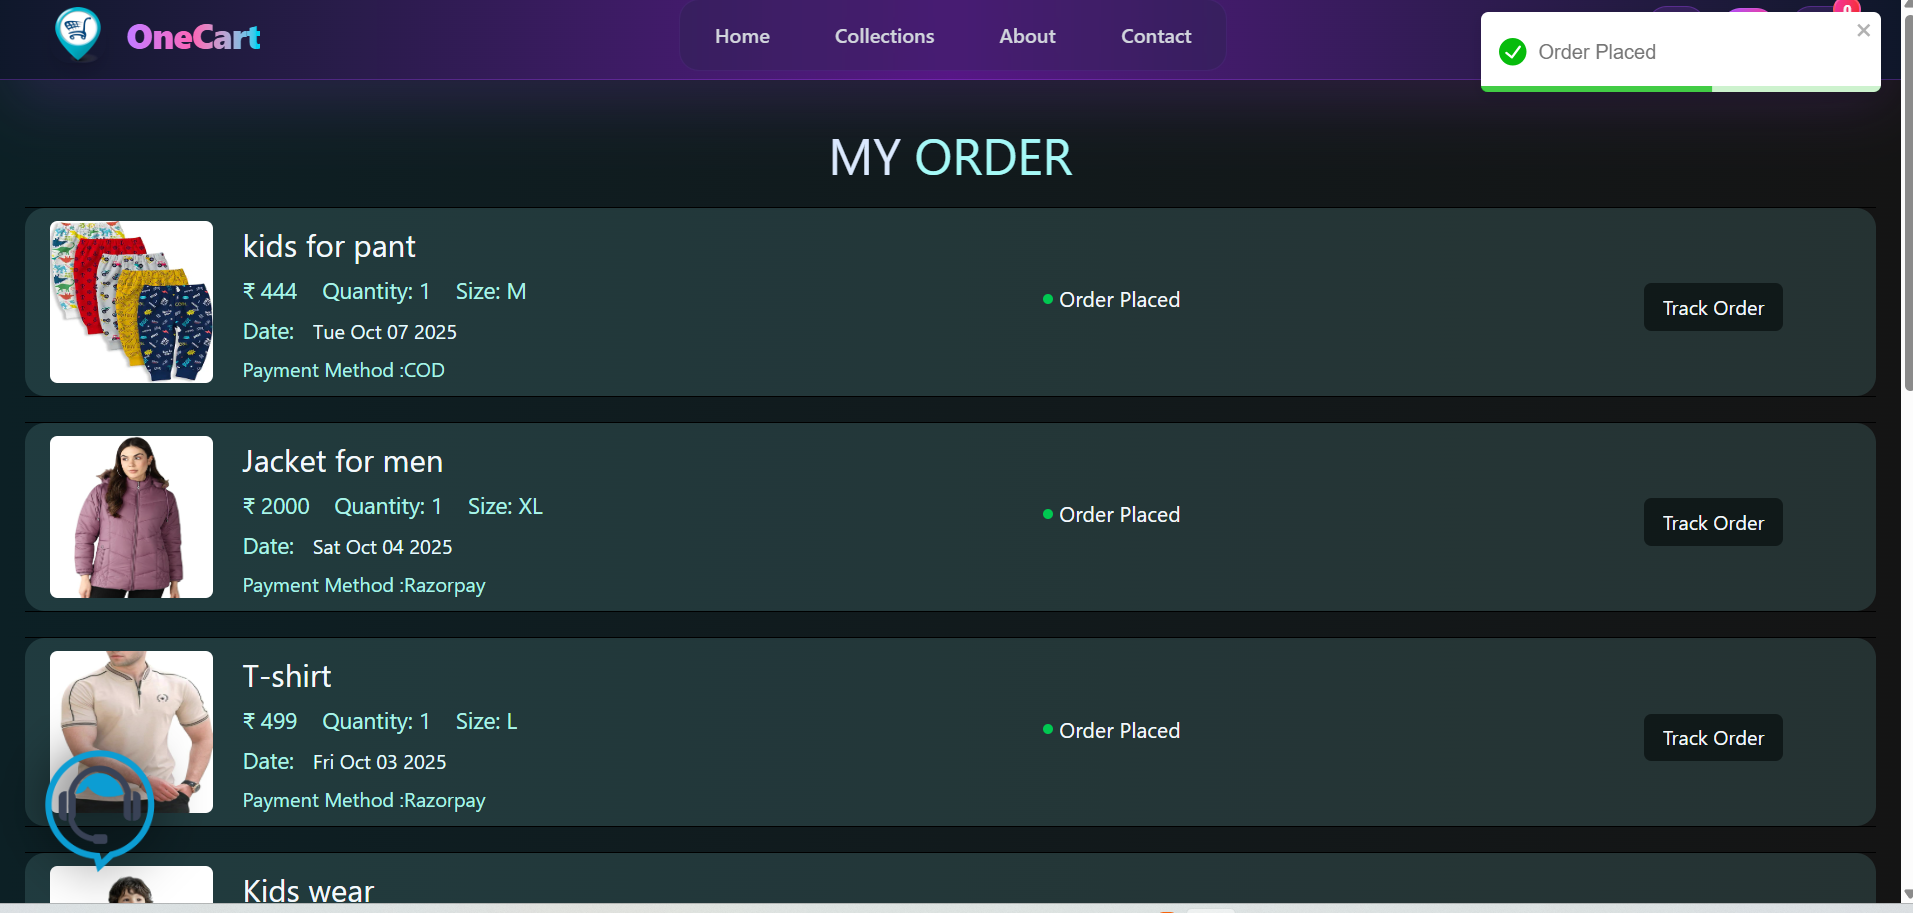 OneCart
Home Collections About Contact
0
Order Placed
MY ORDER
kids for pant
₹ 444 Quantity: 1 Size: M
Date: Tue Oct 07 2025
Payment Method :COD
Order Placed
Track Order
Jacket for men
₹ 2000 Quantity: 1 Size: XL
Date: Sat Oct 04 2025
Payment Method :Razorpay
Order Placed
Track Order
T-shirt
₹ 499 Quantity: 1 Size: L
Date: Fri Oct 03 2025
Payment Method :Razorpay
Order Placed
Track Order
Kids wear